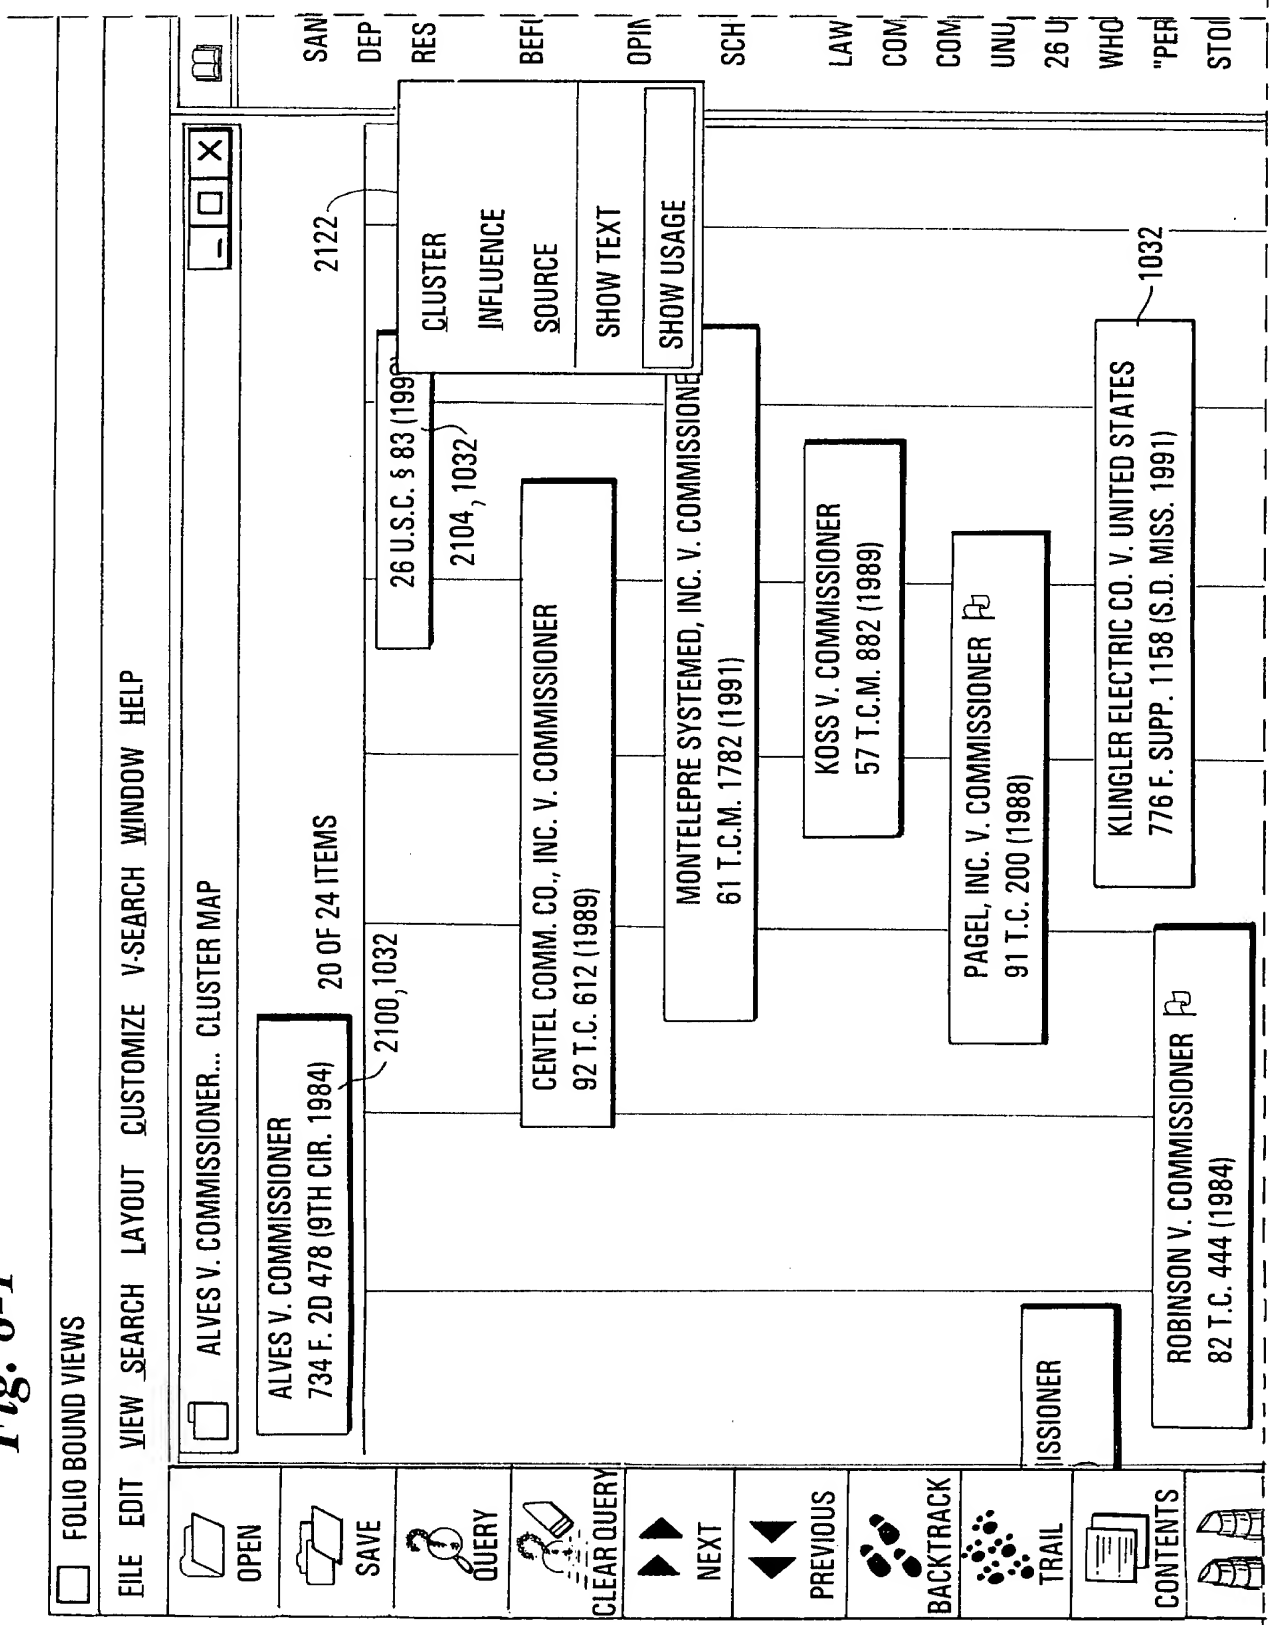 FOLIO BOUND VIEWS
FILE EDIT VIEW SEARCH LAYOUT CUSTOMIZE V-SEARCH WINDOW HELP
OPEN
SAVE
QUERY
CLEAR QUERY
NEXT
PREVIOUS
BACKTRACK
TRAIL
CONTENTS
ALVES V. COMMISSIONER... CLUSTER MAP
ALVES V. COMMISSIONER
734 F. 2D 478 (9TH CIR. 1984)
20 OF 24 ITEMS
2100, 1032
2122
26 U.S.C. § 83 (199
2104, 1032
CLUSTER
INFLUENCE
SOURCE
SHOW TEXT
SHOW USAGE
CENTEL COMM. CO., INC. V. COMMISSIONER
92 T.C. 612 (1989)
MONTELEPRE SYSTEMED, INC. V. COMMISSIONE
61 T.C.M. 1782 (1991)
KOSS V. COMMISSIONER
57 T.C.M. 882 (1989)
PAGEL, INC. V. COMMISSIONER
91 T.C. 200 (1988)
KLINGLER ELECTRIC CO. V. UNITED STATES
776 F. SUPP. 1158 (S.D. MISS. 1991)
1032
ISSIONER
ROBINSON V. COMMISSIONER
82 T.C. 444 (1984)
SAN
DEP
RES
BEF
OPIN
SCH
LAW
COM
COM
UNU
26 U
WHO
"PER
STO